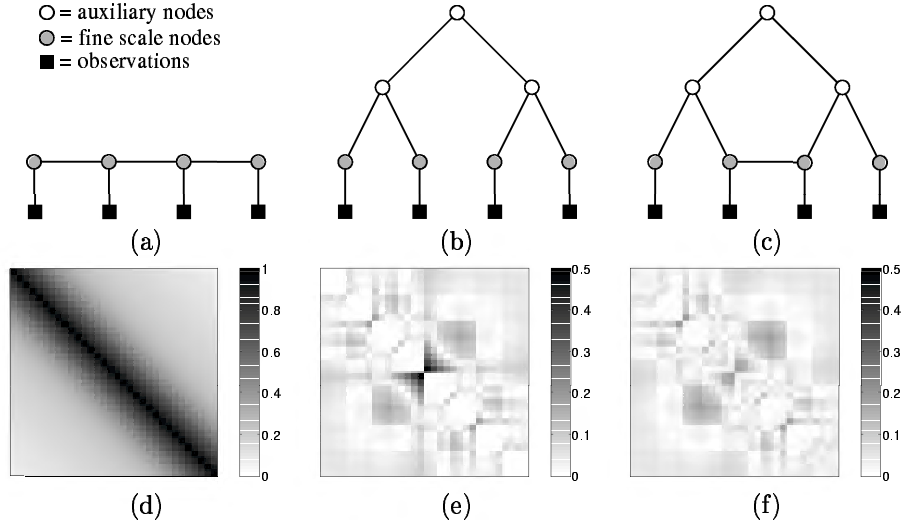 = auxiliary nodes
= fine scale nodes
= observations
(a)
(b)
(c)
1
0.8
0.6
0.4
0.2
0
0.5
0.4
0.3
0.2
0.1
0
0.5
0.4
0.3
0.2
0.1
0
(d)
(e)
(f)